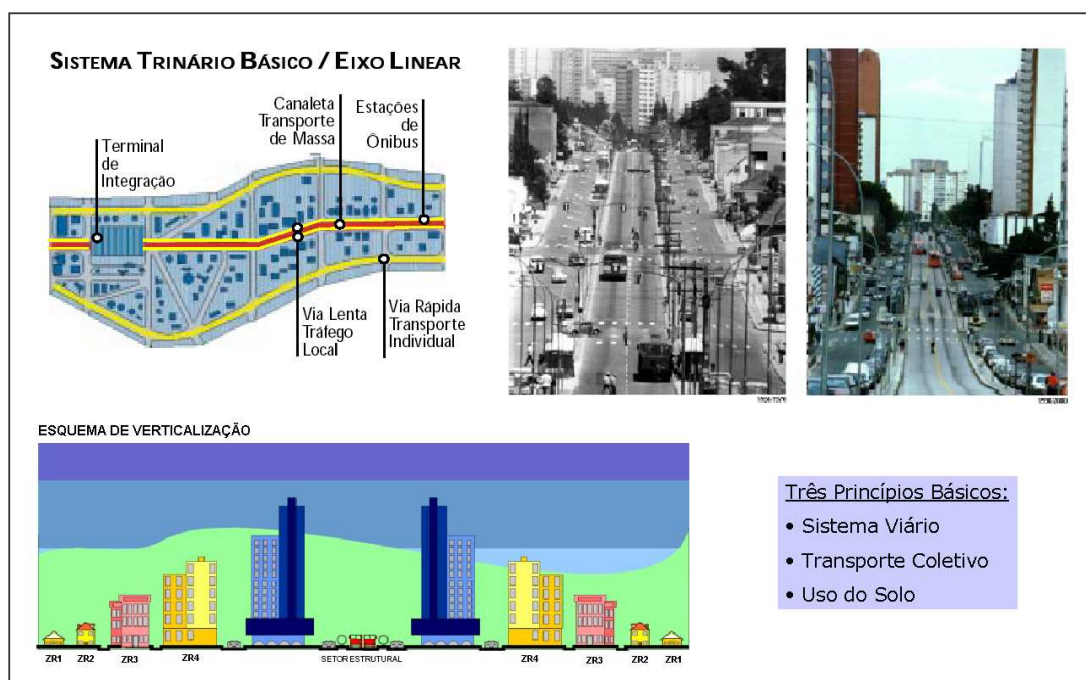 SISTEMA TRINÁRIO BÁSICO / EIXO LINEAR
Terminal
de
Integração
Canaleta
Transporte
de Massa
Estações
de
Ônibus
Via Lenta
Tráfego
Local
Via Rápida
Transporte
Individual
ESQUEMA DE VERTICALIZAÇÃO
ZR1
ZR2
ZR3
ZR4
SETOR ESTRUTURAL
ZR4
ZR3
ZR2
ZR1
Três Princípios Básicos:
• Sistema Viário
• Transporte Coletivo
• Uso do Solo